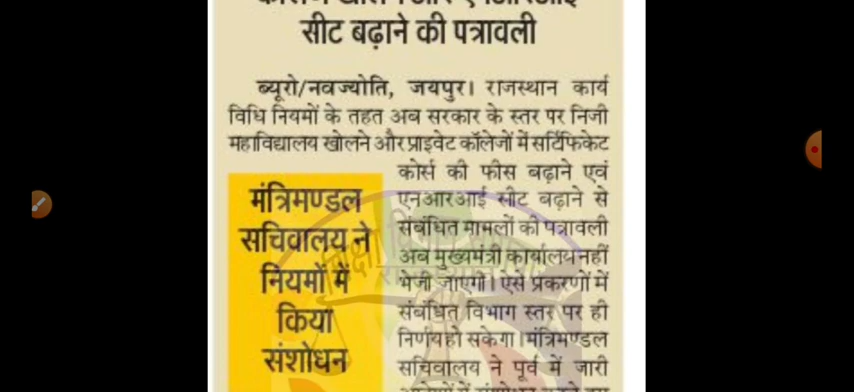 सीट बढ़ाने की पत्रावली
ब्यूरो/नवज्योति, जयपुर। राजस्थान कार्य
विधि नियमों के तहत अब सरकार के स्तर पर निजी
महाविद्यालय खोलने और प्राइवेट कॉलेजों में सर्टिफिकेट
कोर्स की फीस बढ़ाने एवं
एनआरआई सीट बढ़ाने से
संबंधित मामलों की पत्रावली
अब मुख्यमंत्री कार्यालय नहीं
भेजी जाएगी। ऐसे प्रकरणों में
संबंधित विभाग स्तर पर ही
निर्णय हो सकेगा। मंत्रिमण्डल
सचिवालय ने पूर्व में जारी
मंत्रिमण्डल
सचिवालय ने
नियमों में
किया
संशोधन